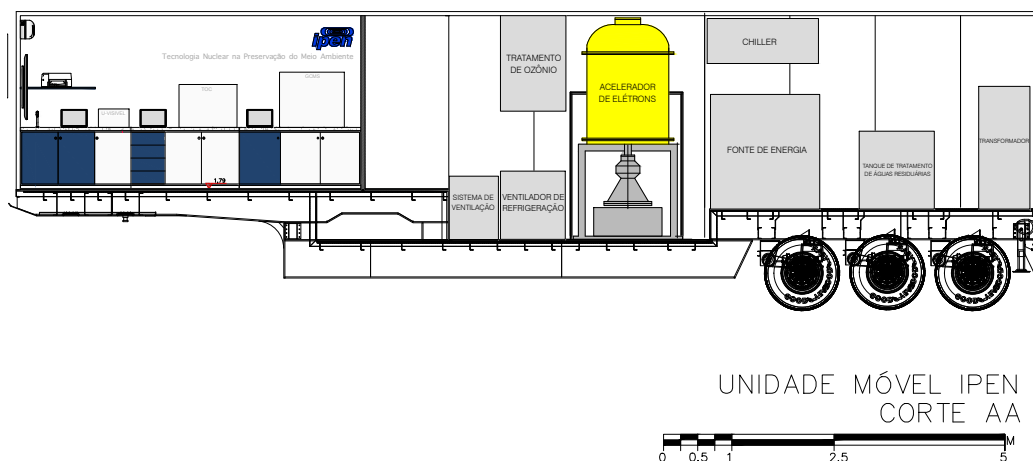 ipen
Tecnologia Nuclear na Preservação do Meio Ambiente
TOC
U-VISÍVEL
1.79
TRATAMENTO
DE OZÔNIO
SISTEMA DE
VENTILAÇÃO
VENTILADOR DE
REFRIGERAÇÃO
ACELERADOR
DE ELÉTRONS
CHILLER
FONTE DE ENERGIA
TANQUE DE TRATAMENTO
DE ÁGUAS RESIDUÁRIAS
TRANSFORMADOR
UNIDADE MÓVEL IPEN
CORTE AA
M
0 0.5 1 2.5 5